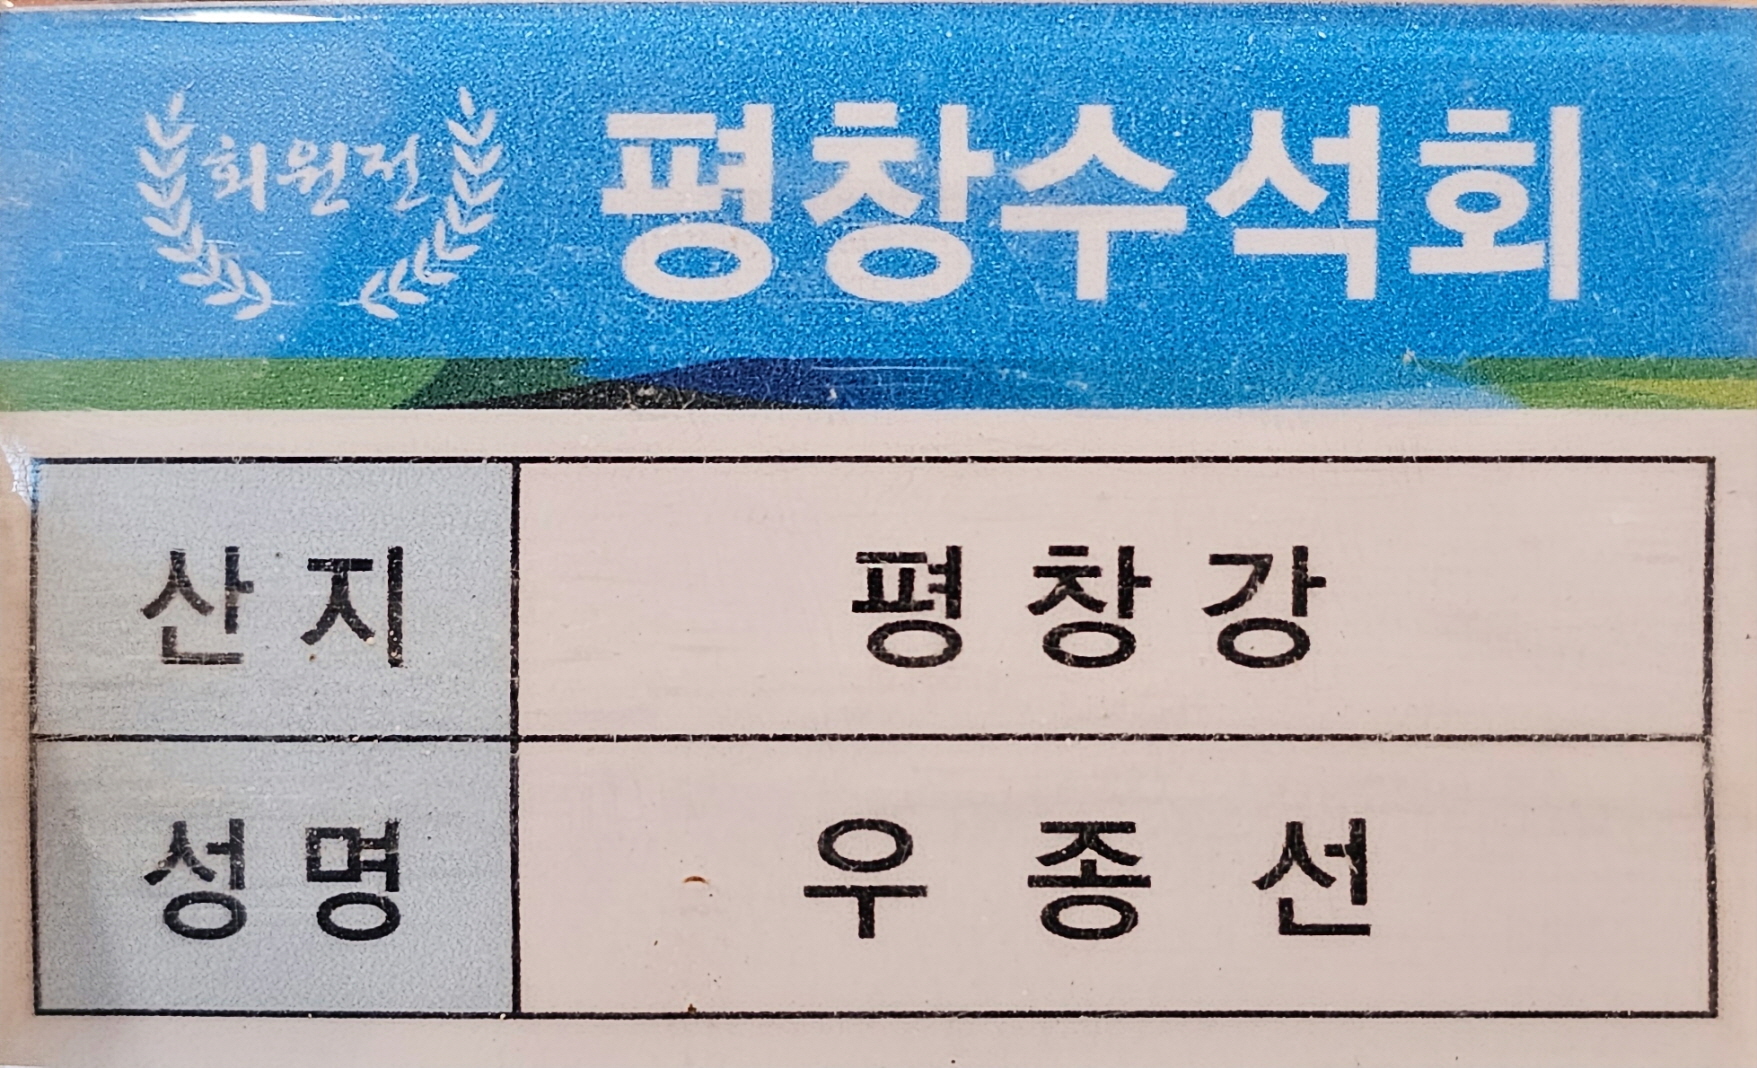 회원전 평창수석회
산지 평창강
성명 우종선